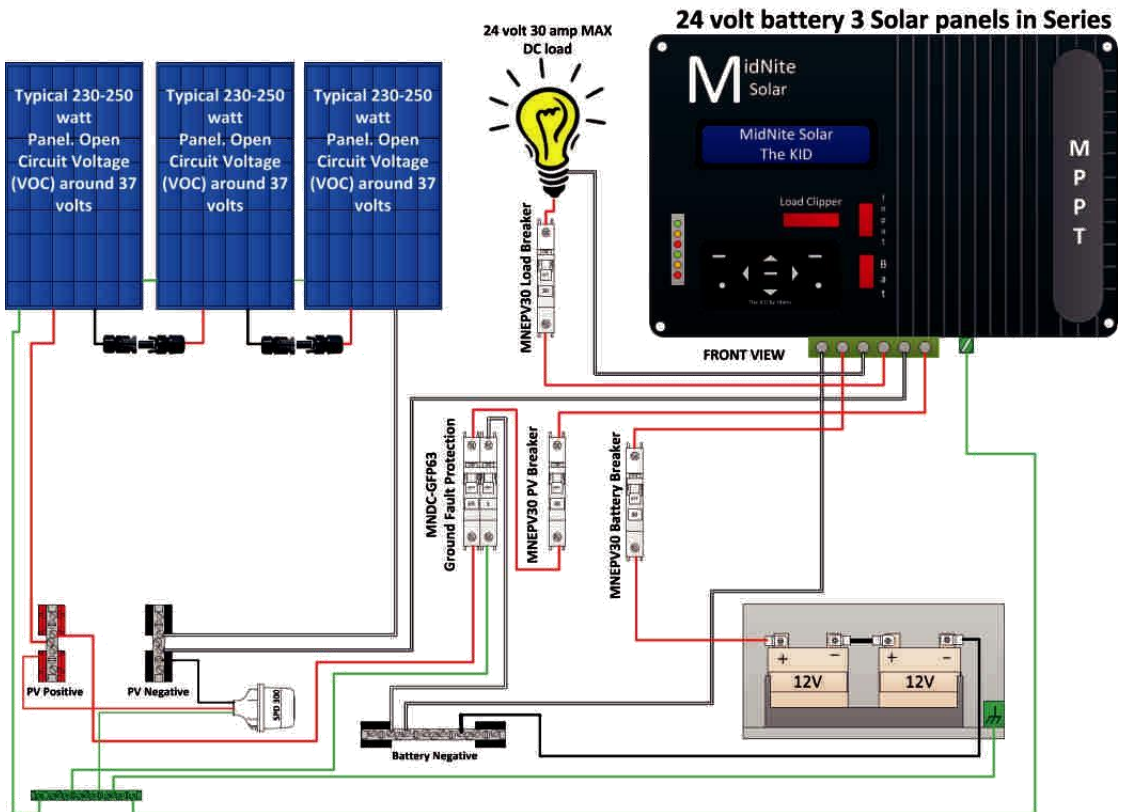 24 volt battery 3 Solar panels in Series
24 volt 30 amp MAX
DC load
Typical 230-250
watt
Panel. Open
Circuit Voltage
(VOC) around 37
volts
Typical 230-250
watt
Panel. Open
Circuit Voltage
(VOC) around 37
volts
Typical 230-250
watt
Panel. Open
Circuit Voltage
(VOC) around 37
volts
MidNite
Solar
MidNite Solar
The KID
MPPT
Load Clipper
Input
Bat
MNEPV30 Load Breaker
FRONT VIEW
MNDC-GFP63
Ground Fault Protection
MNEPV30 PV Breaker
MNEPV30 Battery Breaker
PV Positive
PV Negative
SPD 300
Battery Negative
+ -
+ -
12V
12V